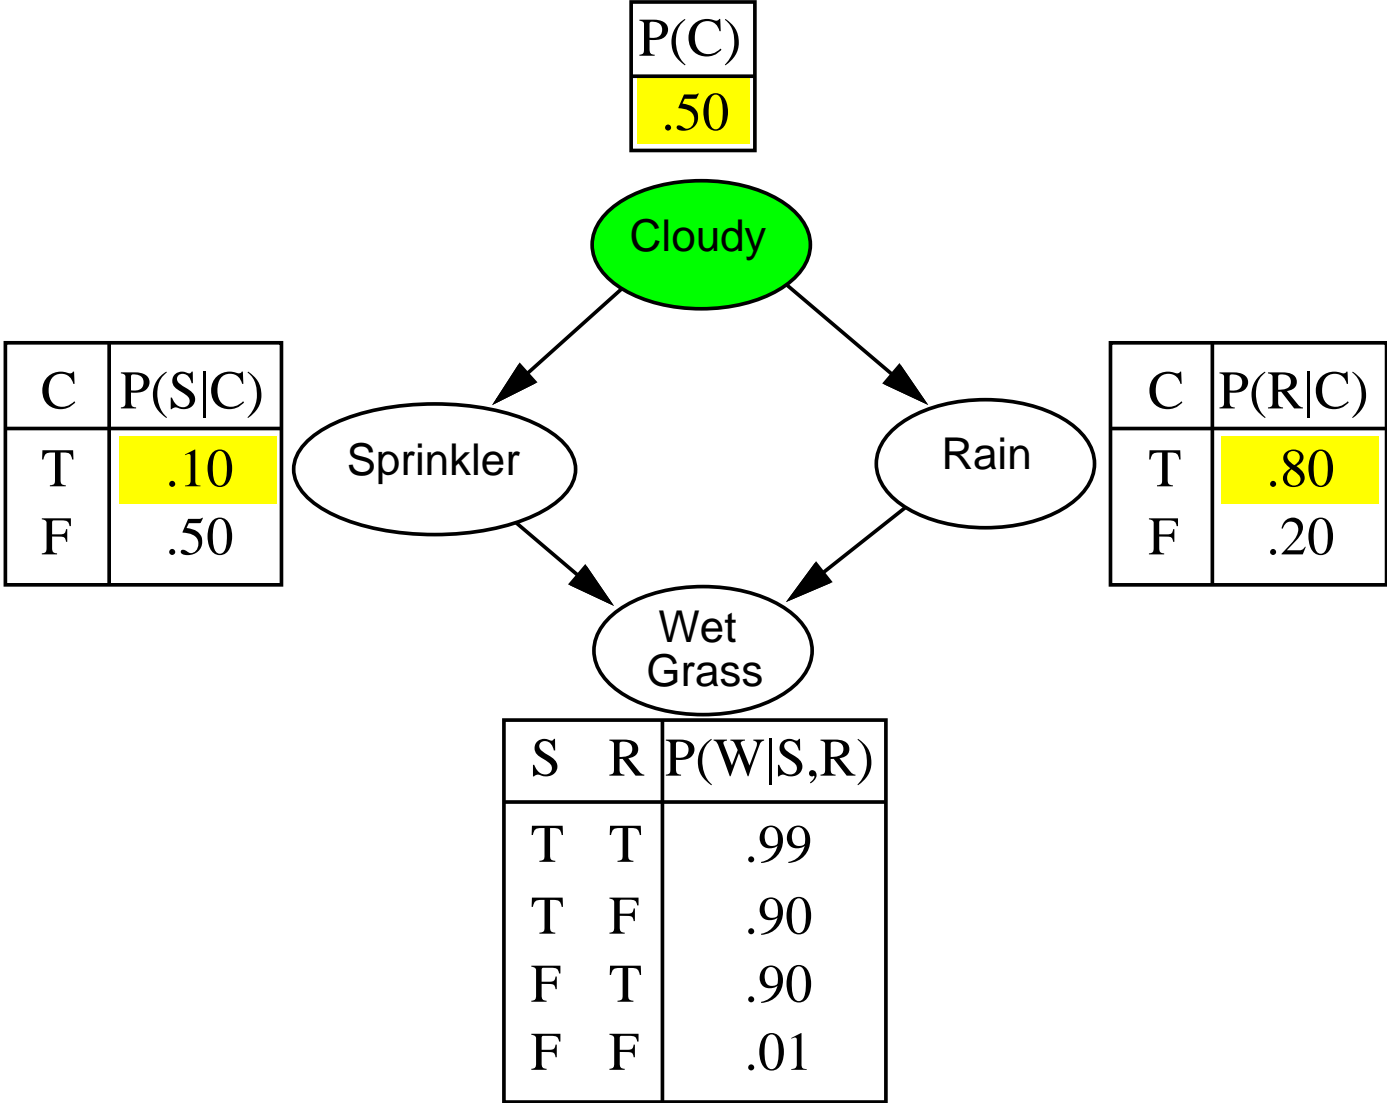 P(C)
.50
Cloudy
C P(S|C)
T .10
F .50
Sprinkler
Rain
C P(R|C)
T .80
F .20
Wet
Grass
S R P(W|S,R)
T T .99
T F .90
F T .90
F F .01